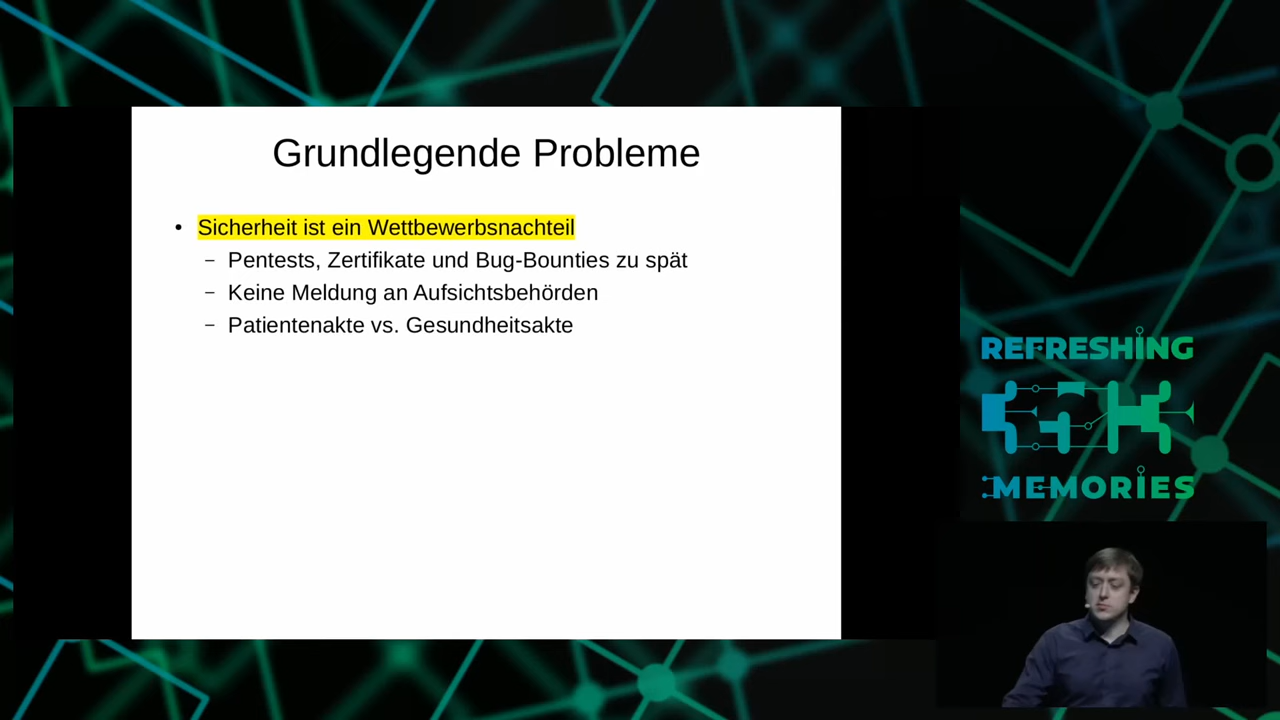 Grundlegende Probleme
• Sicherheit ist ein Wettbewerbsnachteil
– Pentests, Zertifikate und Bug-Bounties zu spät
– Keine Meldung an Aufsichtsbehörden
– Patientenakte vs. Gesundheitsakte
REFRESHING
35C3
MEMORIES